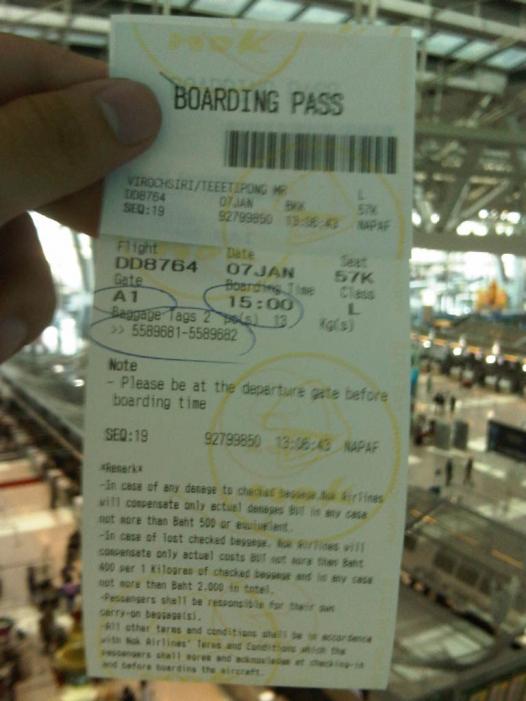 nok
BOARDING PASS
VIROCHSIRI/TEEETIPONG MR L
DD8764 07JAN BKK 57K
SEQ:19 92799850 13:06:43 NAPAF
Flight Date Seat
DD8764 07JAN 57K
Gate Boarding Time Class
A1 15:00 L
Baggage Tags 2 pc(s) 13 Kg(s)
>> 5589681-5589682
Note
- Please be at the departure gate before
boarding time
SEQ:19 92799850 13:06:43 NAPAF
*Remark*
-In case of any damage to checked baggage,Nok Airlines
will compensate only actual damages BUT in any case
not more than Baht 500 or equivelent.
-In case of lost checked baggage, Nok Airlines will
compensate only actual costs BUT not more than Baht
400 per 1 Kilogram of checked baggage and in any case
not more than Baht 2,000 in total.
-Passengers shall be responsible for their own
carry-on baggage(s).
-All other terms and conditions shall be in accordance
with Nok Airlines' Terms and Conditions which the
passengers shall agree and acknowledge at checking-in
and before boarding the aircraft.